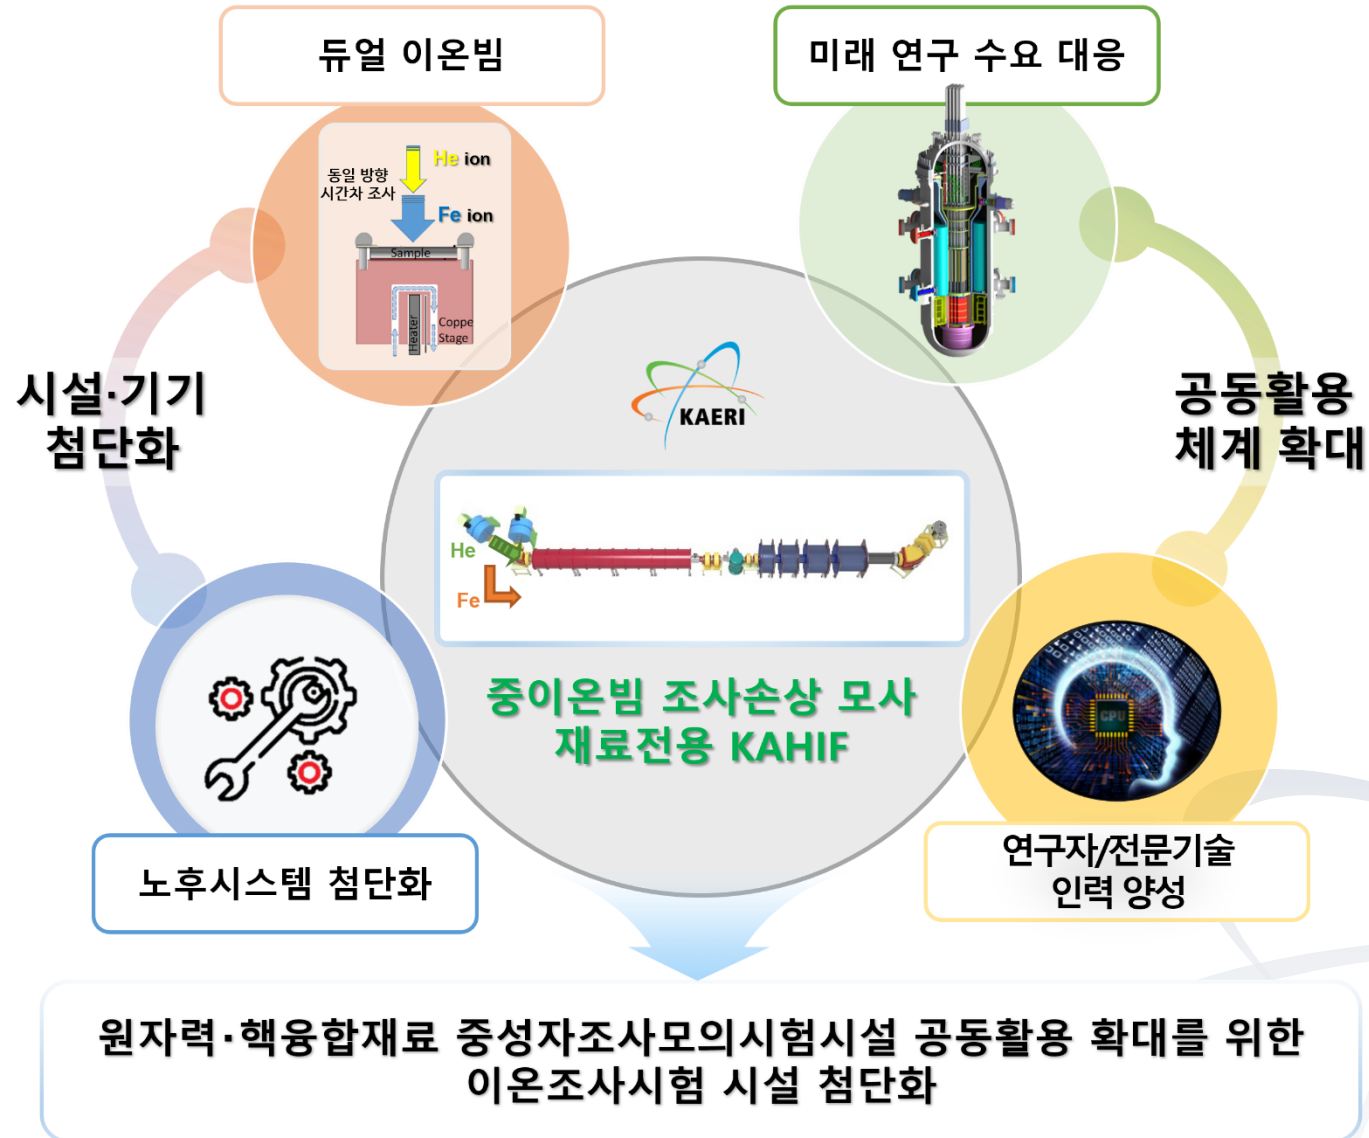 듀얼 이온빔
미래 연구 수요 대응
He ion
동일 방향
시간차 조사
Fe ion
Sample
Heater
Coppe
Stage
시설·기기
첨단화
공동활용
체계 확대
KAERI
He
Fe
중이온빔 조사손상 모사
재료전용 KAHIF
CPU
노후시스템 첨단화
연구자/전문기술
인력 양성
원자력·핵융합재료 중성자조사모의시험시설 공동활용 확대를 위한
이온조사시험 시설 첨단화